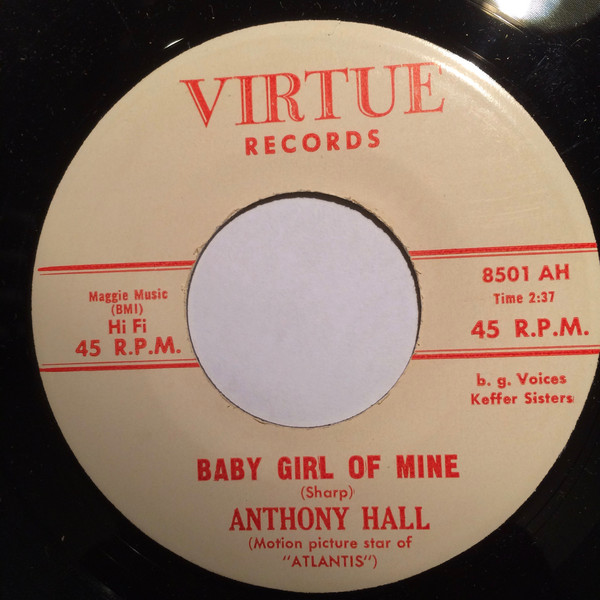 VIRTUE
RECORDS
Maggie Music
(BMI)
Hi Fi
45 R.P.M.
8501 AH
Time 2:37
45 R.P.M.
b. g. Voices
Keffer Sisters
BABY GIRL OF MINE
(Sharp)
ANTHONY HALL
(Motion picture star of
"ATLANTIS")